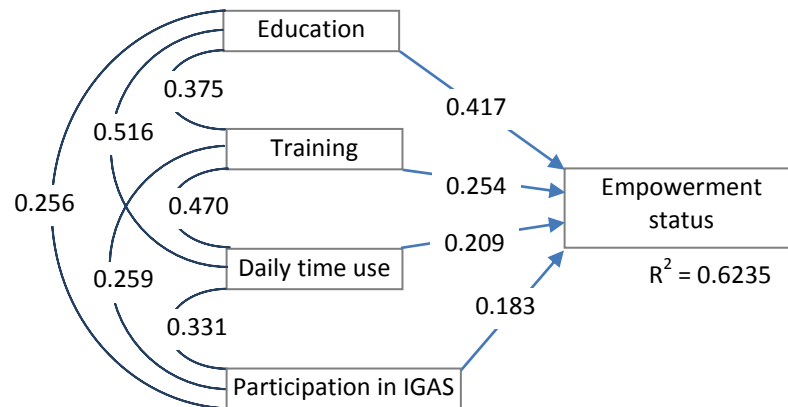 Education
0.375
0.417
0.516
Training
0.254
Empowerment
status
0.256
0.470
0.209
Daily time use
0.259
R² = 0.6235
0.331
0.183
Participation in IGAS